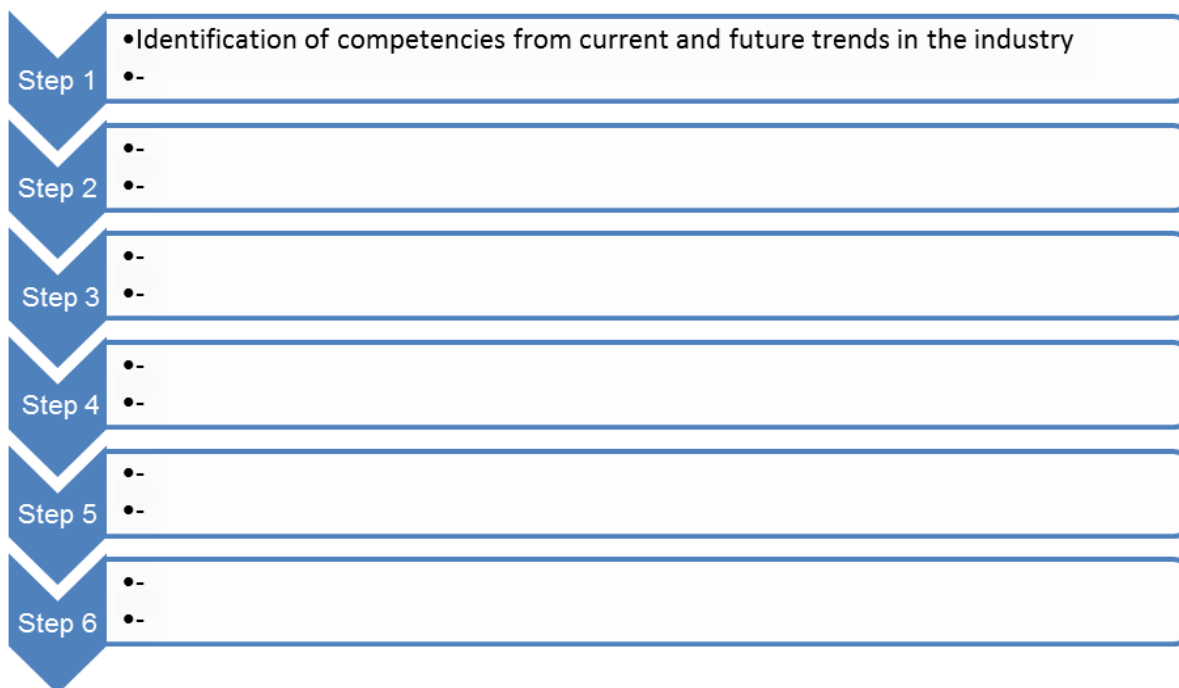 •Identification of competencies from current and future trends in the industry
Step 1
•-
•-
Step 2
•-
•-
Step 3
•-
•-
Step 4
•-
•-
Step 5
•-
•-
Step 6
•-